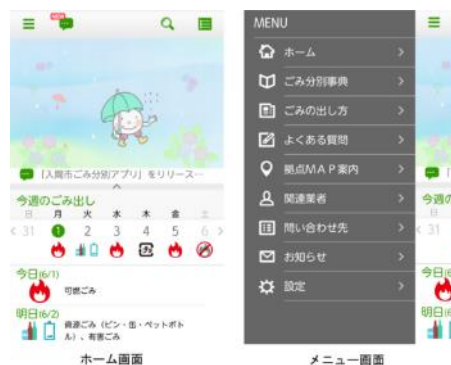 「入間市ごみ分別アプリ」をリリース…
今週のごみ出し
日 月 火 水 木 金 土
31 1 2 3 4 5 6
今日(6/1)
可燃ごみ
明日(6/2)
資源ごみ（ビン・缶・ペットボト
ル）、有害ごみ
ホーム画面
MENU
ホーム
ごみ分別事典
ごみの出し方
よくある質問
拠点MAP案内
関連業者
問い合わせ先
お知らせ
設定
今週の
日
31
今日(6
明日(6
メニュー画面